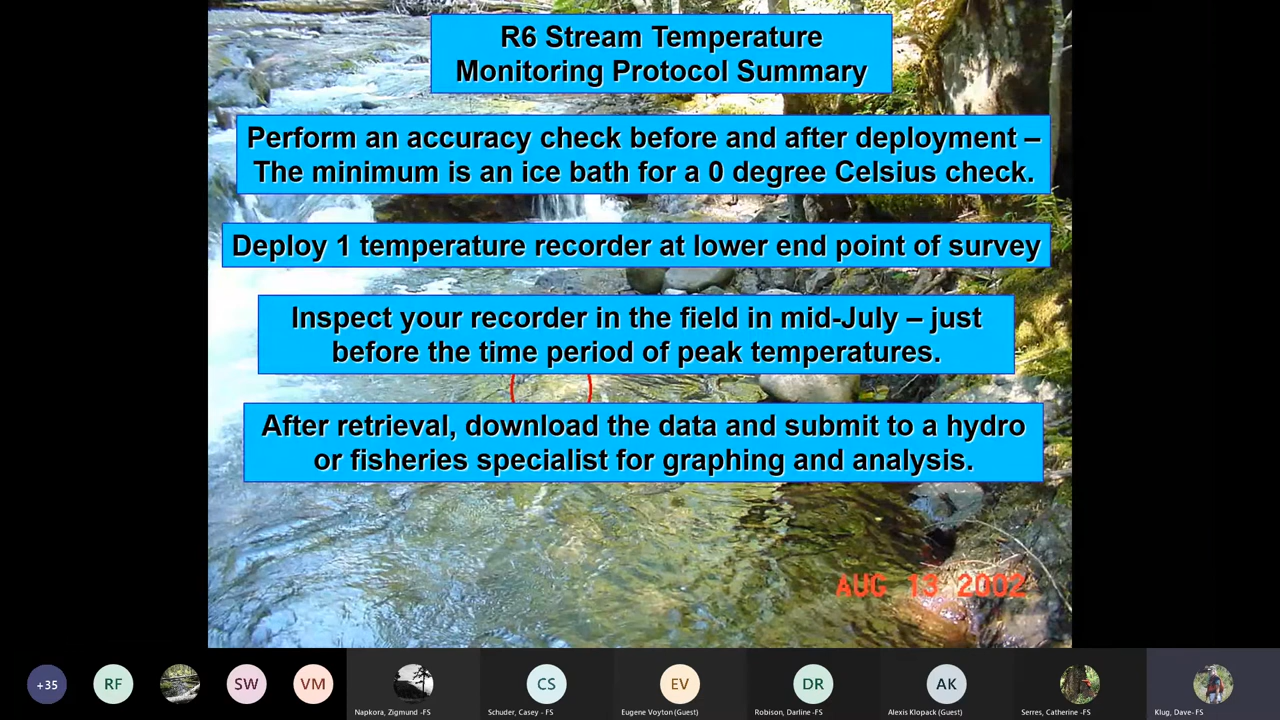 R6 Stream Temperature
Monitoring Protocol Summary
Perform an accuracy check before and after deployment –
The minimum is an ice bath for a 0 degree Celsius check.
Deploy 1 temperature recorder at lower end point of survey
Inspect your recorder in the field in mid-July – just
before the time period of peak temperatures.
After retrieval, download the data and submit to a hydro
or fisheries specialist for graphing and analysis.
AUG 13 2002
+35
RF
SW
VM
CS
EV
DR
AK
Napkora, Zigmund -FS
Schuder, Casey - FS
Eugene Voyton (Guest)
Robison, Darline -FS
Alexis Klopack (Guest)
Serres, Catherine -FS
Klug, Dave- FS